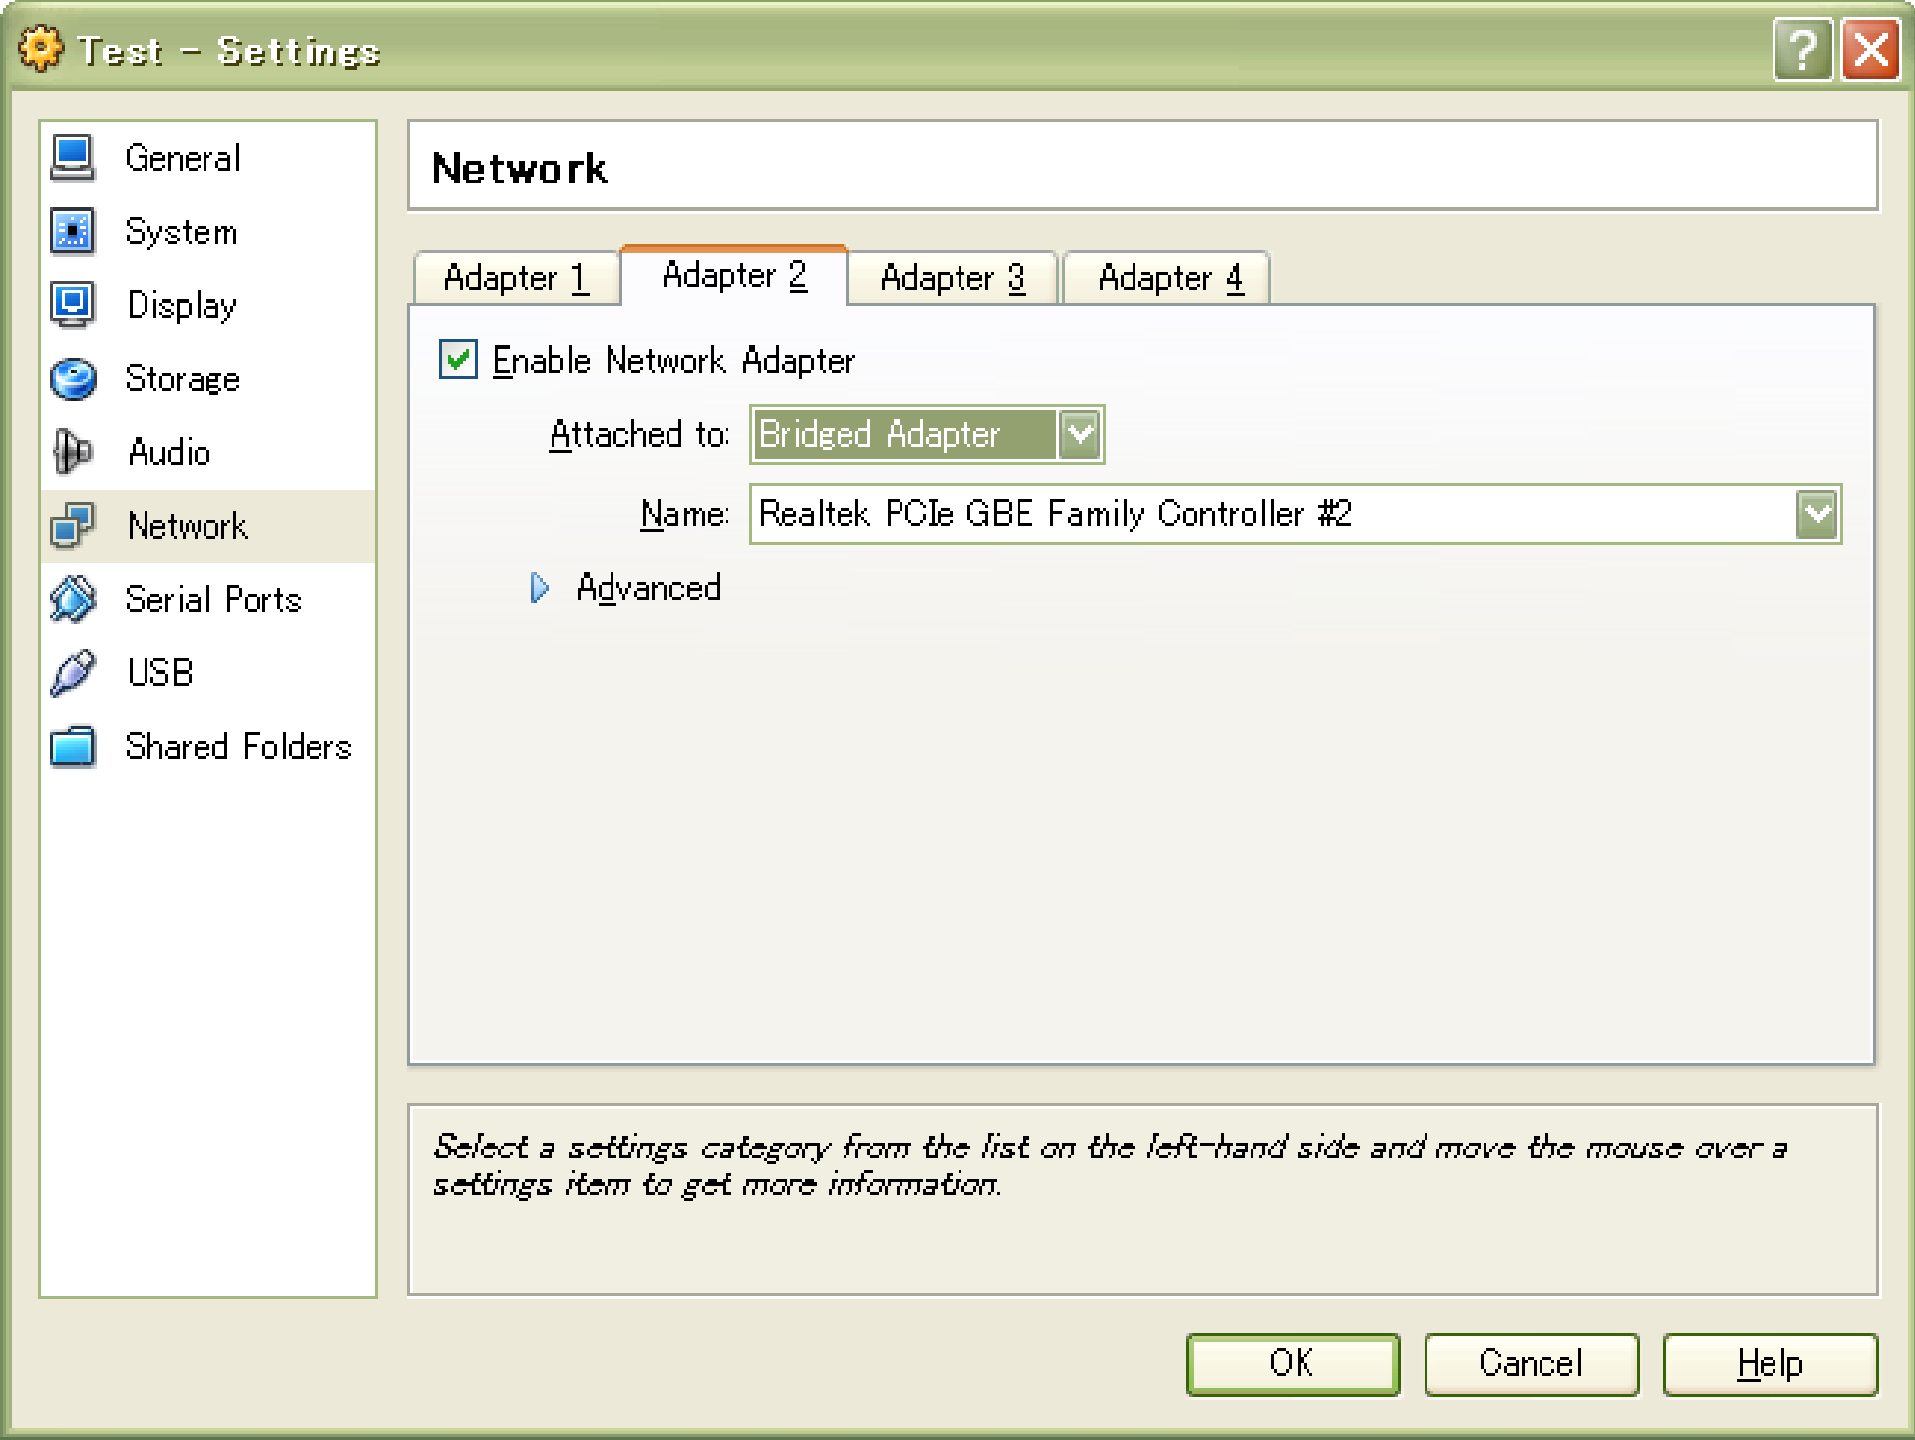 Test - Settings
?
General
System
Display
Storage
Audio
Network
Serial Ports
USB
Shared Folders
Network
Adapter 1 Adapter 2 Adapter 3 Adapter 4
Enable Network Adapter
Attached to: Bridged Adapter
Name: Realtek PCIe GBE Family Controller #2
Advanced
Select a settings category from the list on the left-hand side and move the mouse over a
settings item to get more information.
OK Cancel Help